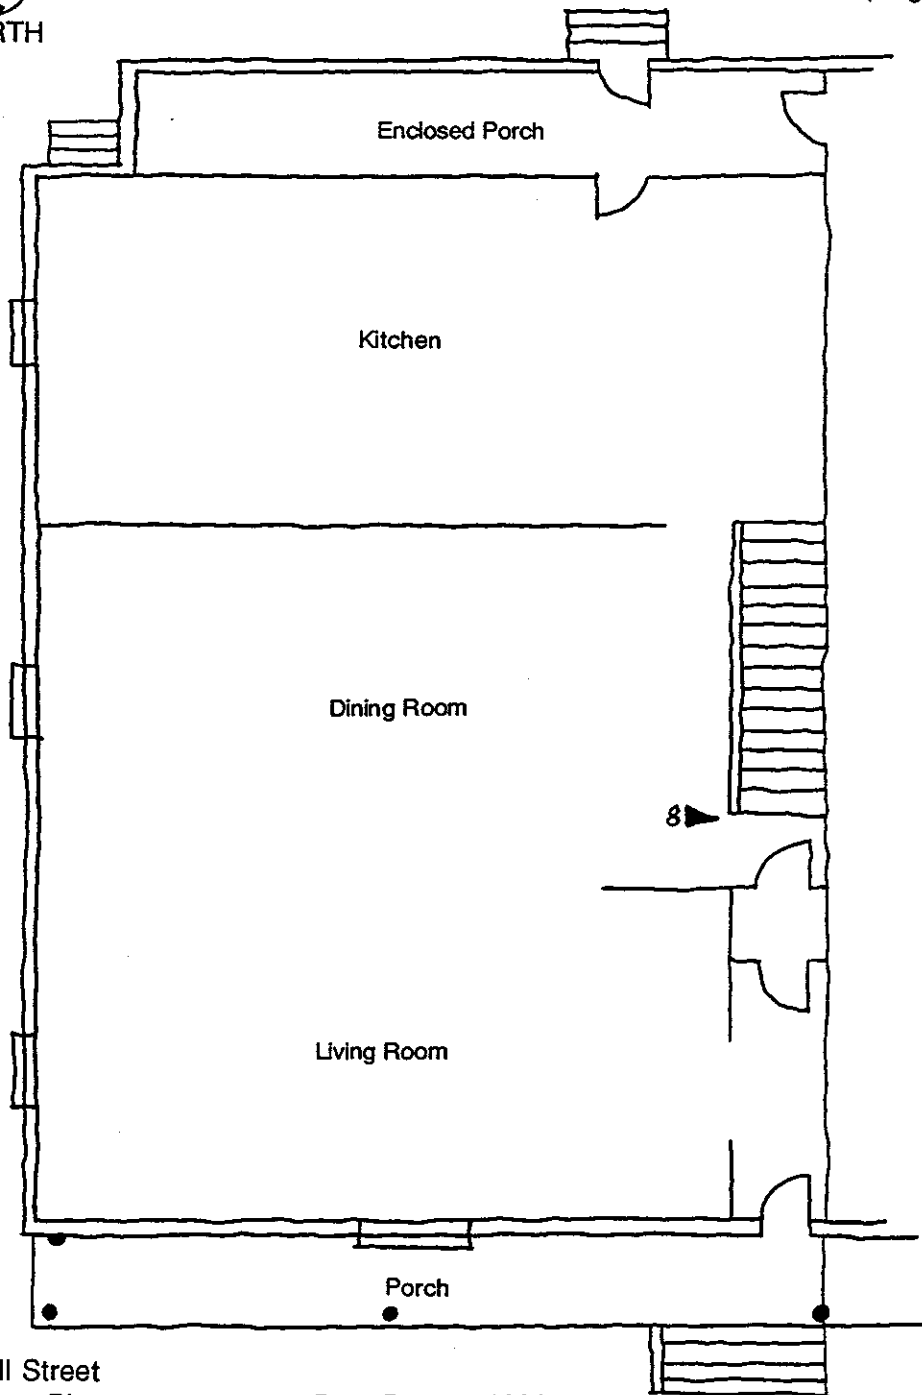 RTH
Enclosed Porch
Kitchen
Dining Room
8
Living Room
Porch
ll Street